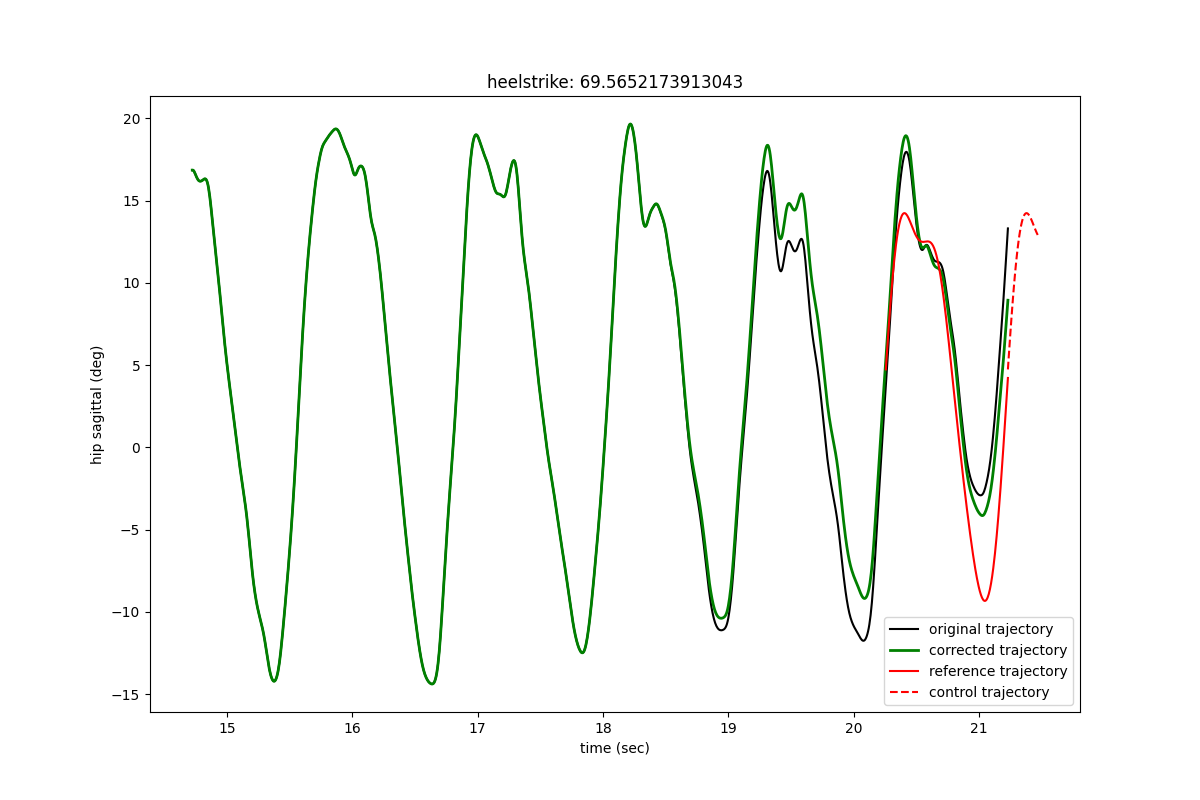 heelstrike: 69.5652173913043
20
15
10
5
0
−5
−10
−15
hip sagittal (deg)
15 16 17 18 19 20 21
time (sec)
original trajectory
corrected trajectory
reference trajectory
control trajectory